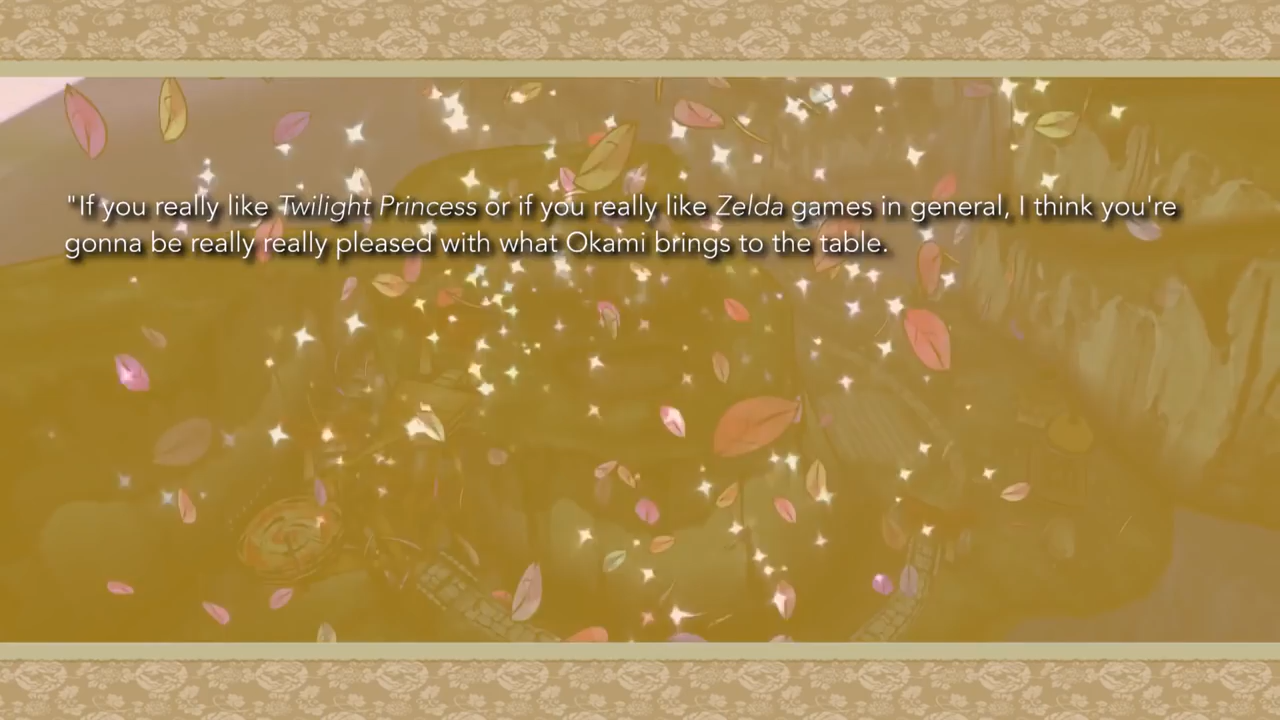 "If you really like Twilight Princess or if you really like Zelda games in general, I think you're
gonna be really really pleased with what Okami brings to the table.